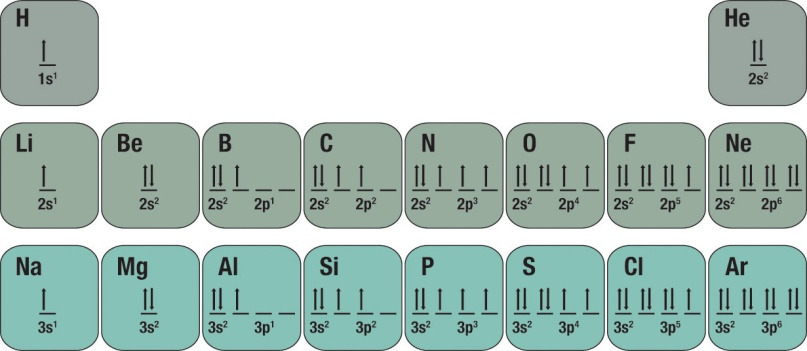 H He
1s¹ 2s²
Li Be B C N O F Ne
2s¹ 2s² 2s² 2p¹ 2s² 2p² 2s² 2p³ 2s² 2p⁴ 2s² 2p⁵ 2s² 2p⁶
Na Mg Al Si P S Cl Ar
3s¹ 3s² 3s² 3p¹ 3s² 3p² 3s² 3p³ 3s² 3p⁴ 3s² 3p⁵ 3s² 3p⁶